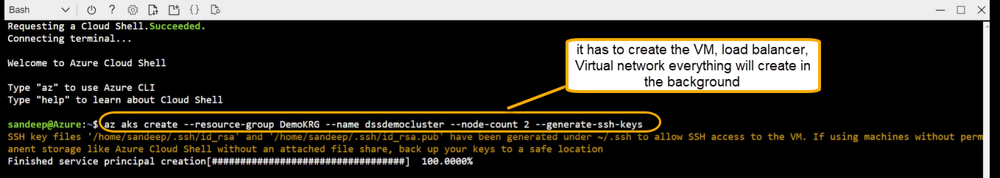 Bash
? {}
Requesting a Cloud Shell.Succeeded.
Connecting terminal...
it has to create the VM, load balancer,
Virtual network everything will create in
the background
Welcome to Azure Cloud Shell
Type "az" to use Azure CLI
Type "help" to learn about Cloud Shell
sandeep@Azure:~$ az aks create --resource-group DemoKRG --name dssdemocluster --node-count 2 --generate-ssh-keys
SSH key files '/home/sandeep/.ssh/id_rsa' and '/home/sandeep/.ssh/id_rsa.pub' have been generated under ~/.ssh to allow SSH access to the VM. If using machines without perm
anent storage like Azure Cloud Shell without an attached file share, back up your keys to a safe location
Finished service principal creation[##################################]  100.0000%